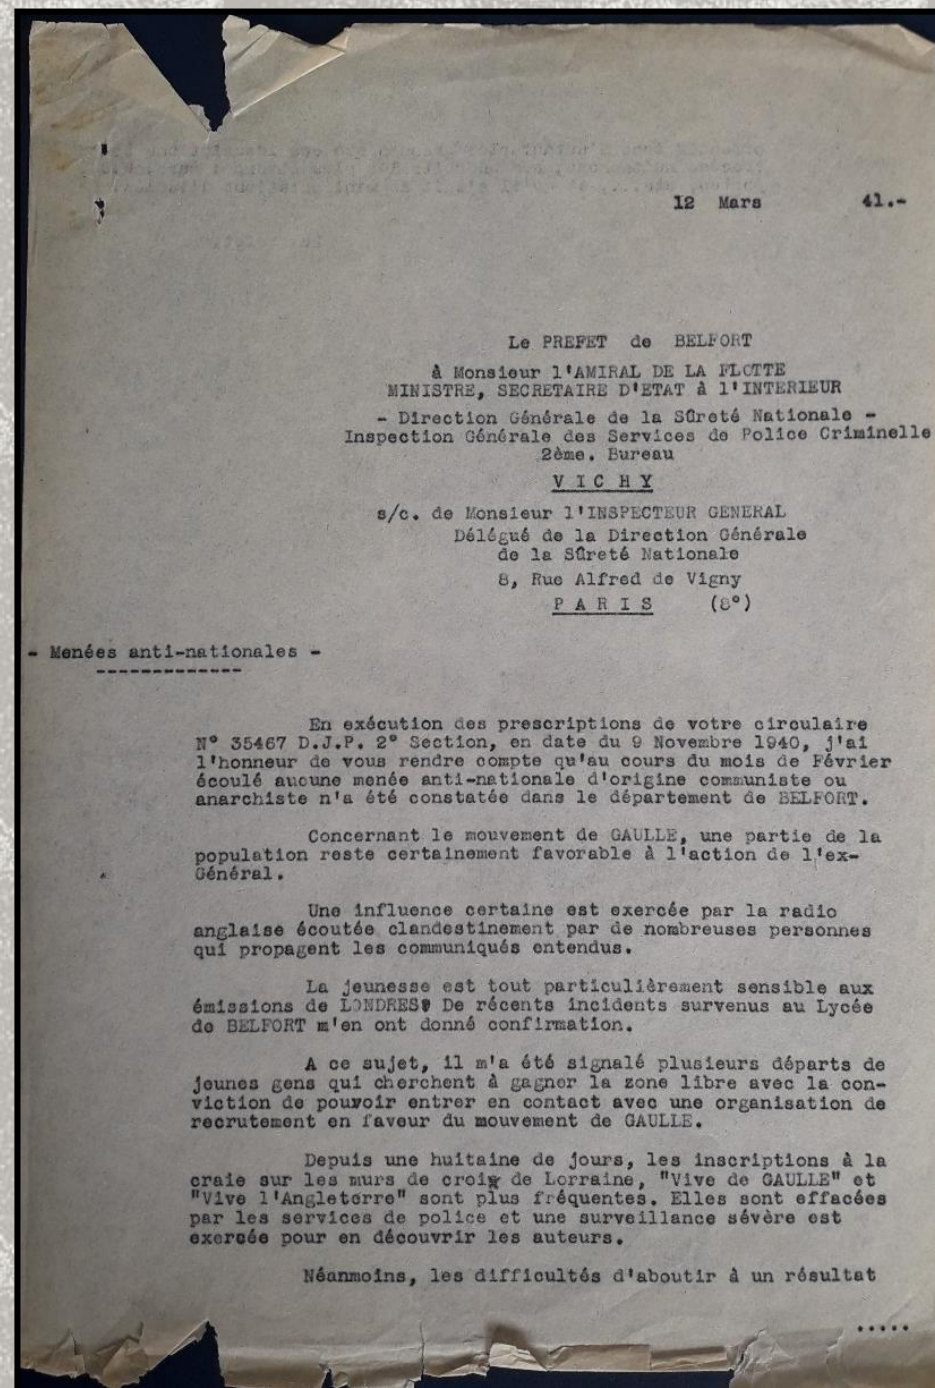 12 Mars 41.-
Le PREFET de BELFORT
à Monsieur l'AMIRAL DE LA FLOTTE
MINISTRE, SECRETAIRE D'ETAT à l'INTERIEUR
- Direction Générale de la Sûreté Nationale -
Inspection Générale des Services de Police Criminelle
2ème. Bureau
V I C H Y
s/c. de Monsieur l'INSPECTEUR GENERAL
Délégué de la Direction Générale
de la Sûreté Nationale
8, Rue Alfred de Vigny
P A R I S (8°)
- Menées anti-nationales -
-------------
En exécution des prescriptions de votre circulaire
N° 35467 D.J.P. 2° Section, en date du 9 Novembre 1940, j'ai
l'honneur de vous rendre compte qu'au cours du mois de Février
écoulé aucune menée anti-nationale d'origine communiste ou
anarchiste n'a été constatée dans le département de BELFORT.
Concernant le mouvement de GAULLE, une partie de la
population reste certainement favorable à l'action de l'ex-
Général.
Une influence certaine est exercée par la radio
anglaise écoutée clandestinement par de nombreuses personnes
qui propagent les communiqués entendus.
La jeunesse est tout particulièrement sensible aux
émissions de LONDRES. De récents incidents survenus au Lycée
de BELFORT m'en ont donné confirmation.
A ce sujet, il m'a été signalé plusieurs départs de
jeunes gens qui cherchent à gagner la zone libre avec la con-
viction de pouvoir entrer en contact avec une organisation de
recrutement en faveur du mouvement de GAULLE.
Depuis une huitaine de jours, les inscriptions à la
craie sur les murs de croix de Lorraine, "Vive de GAULLE" et
"Vive l'Angleterre" sont plus fréquentes. Elles sont effacées
par les services de police et une surveillance sévère est
exercée pour en découvrir les auteurs.
Néanmoins, les difficultés d'aboutir à un résultat
.....